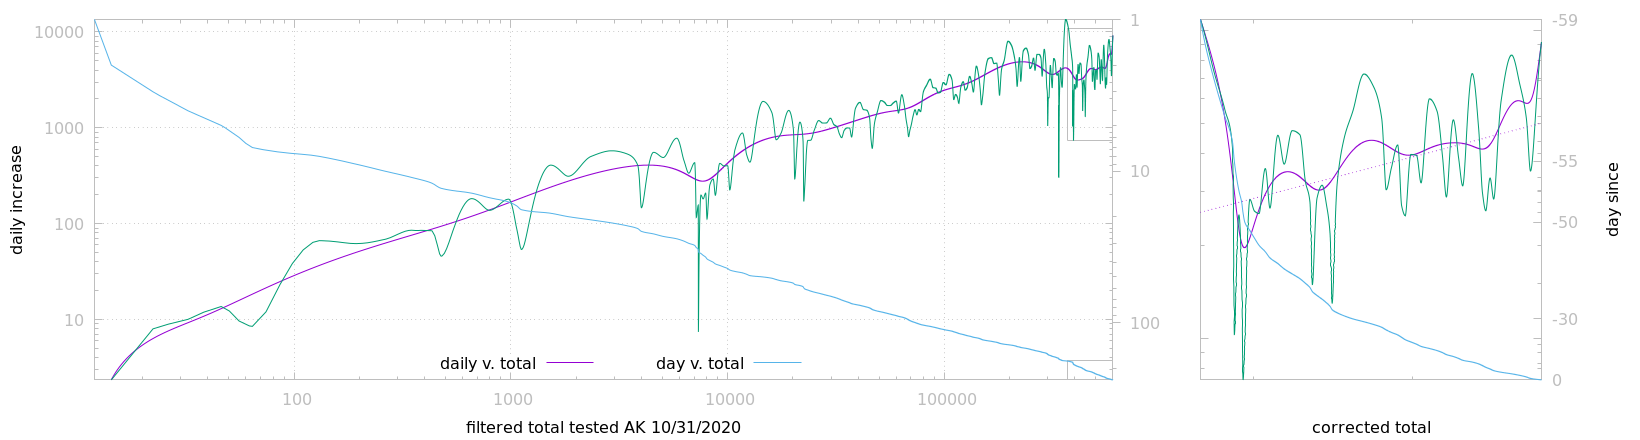 daily increase
10000
1000
100
10
100
1000
10000
100000
1
10
100
daily v. total
day v. total
filtered total tested AK 10/31/2020
-59
-55
-50
-30
0
day since
corrected total